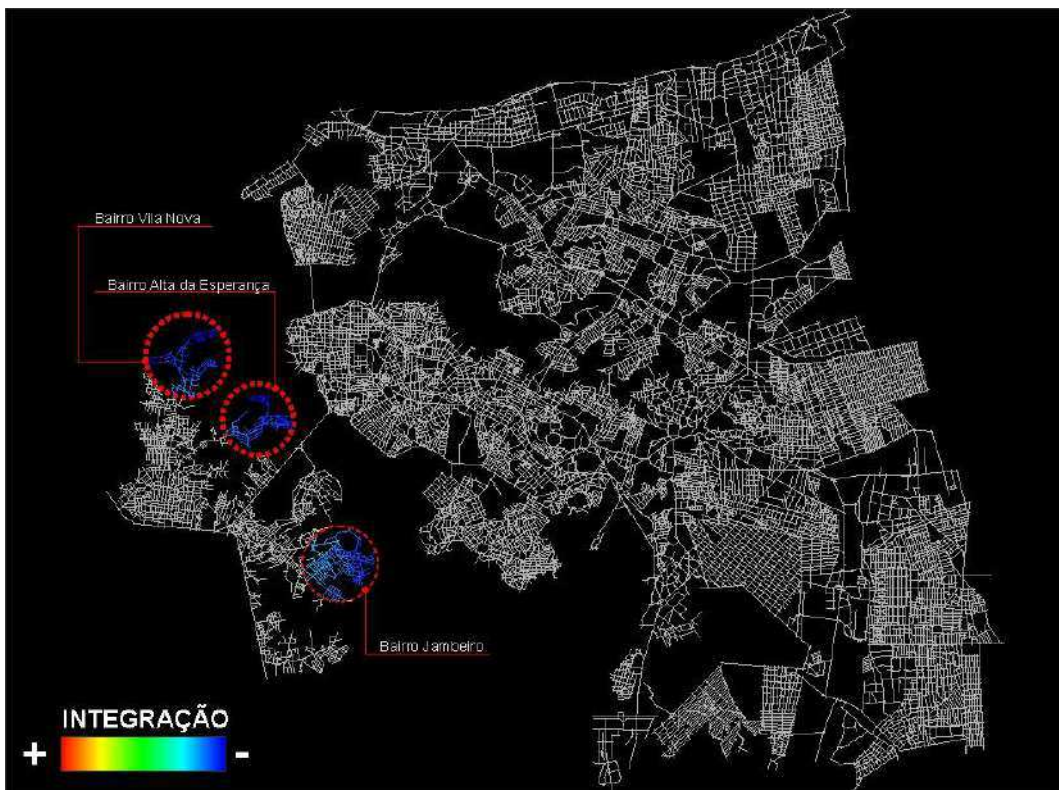 Bairro Vila Nova
Bairro Alta da Esperança
Bairro Jambeiro
INTEGRAÇÃO
+ -